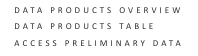 DATA PRODUCTS OVERVIEW
DATA PRODUCTS TABLE
ACCESS PRELIMINARY DATA